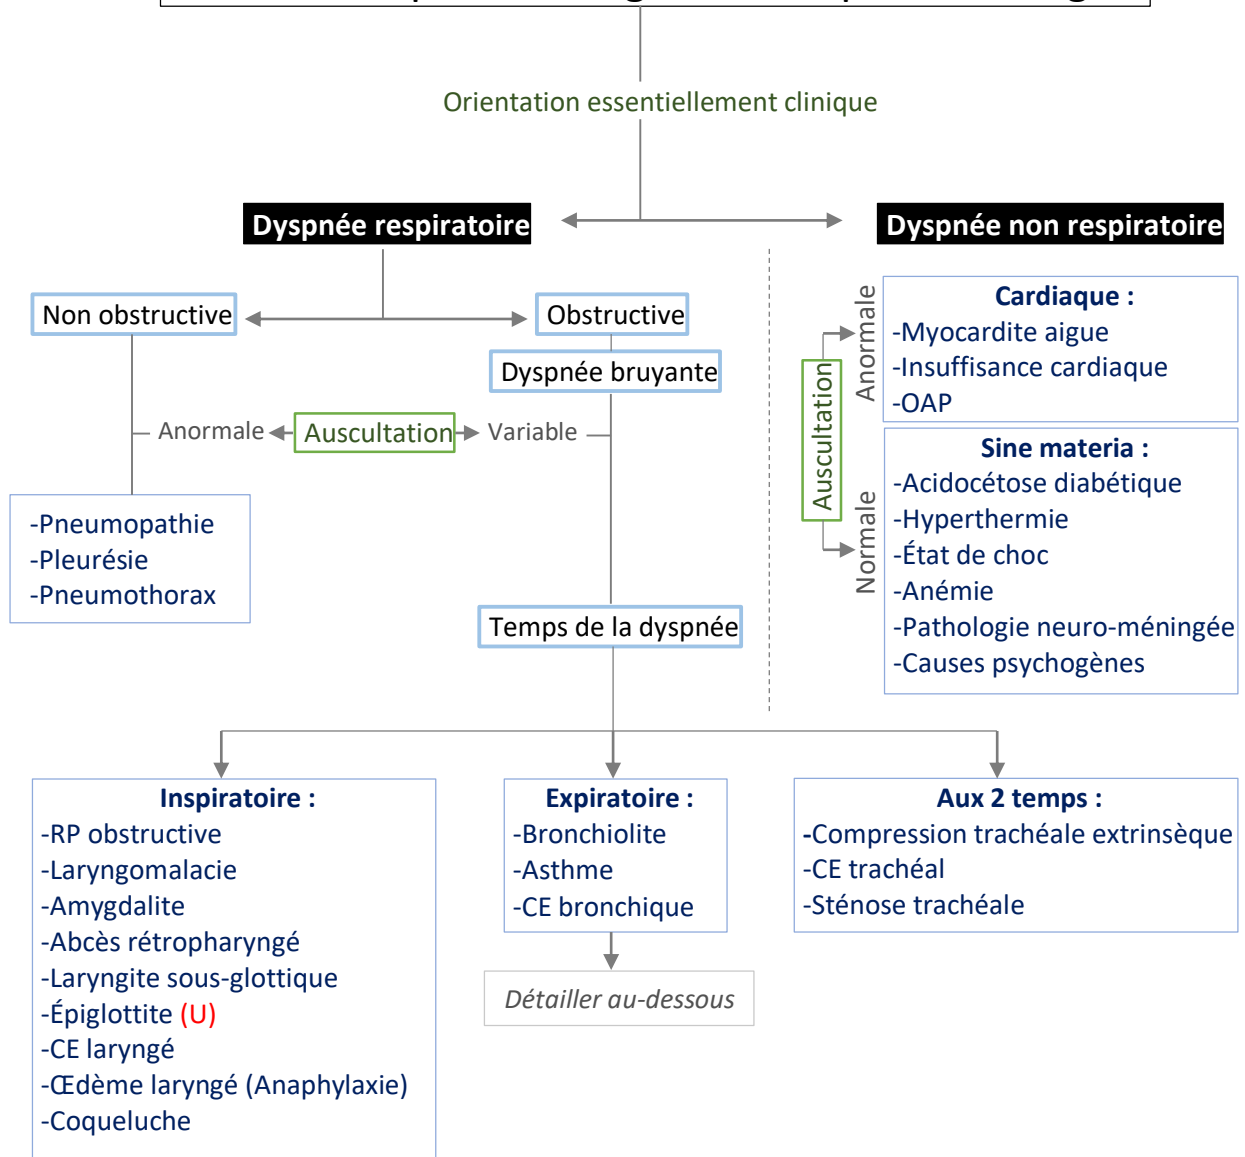 Orientation essentiellement clinique
Dyspnée respiratoire
Dyspnée non respiratoire
Non obstructive
Obstructive
Dyspnée bruyante
Anormale
Auscultation
Variable
-Pneumopathie
-Pleurésie
-Pneumothorax
Temps de la dyspnée
Auscultation
Anormale
Normale
Cardiaque :
-Myocardite aigue
-Insuffisance cardiaque
-OAP
Sine materia :
-Acidocétose diabétique
-Hyperthermie
-État de choc
-Anémie
-Pathologie neuro-méningée
-Causes psychogènes
Inspiratoire :
-RP obstructive
-Laryngomalacie
-Amygdalite
-Abcès rétropharyngé
-Laryngite sous-glottique
-Épiglottite (U)
-CE laryngé
-Œdème laryngé (Anaphylaxie)
-Coqueluche
Expiratoire :
-Bronchiolite
-Asthme
-CE bronchique
Détailler au-dessous
Aux 2 temps :
-Compression trachéale extrinsèque
-CE trachéal
-Sténose trachéale